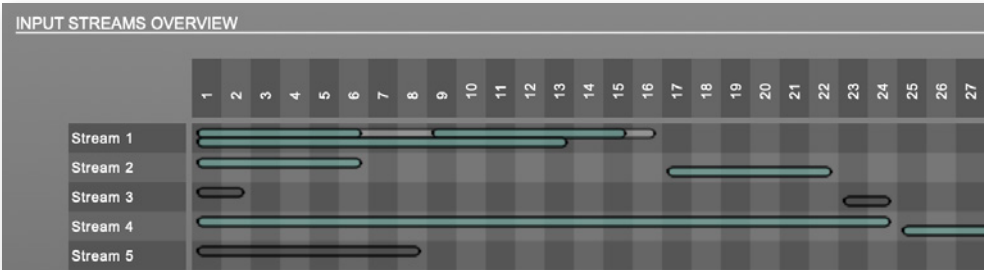 INPUT STREAMS OVERVIEW
1 2 3 4 5 6 7 8 9 10 11 12 13 14 15 16 17 18 19 20 21 22 23 24 25 26 27
Stream 1
Stream 2
Stream 3
Stream 4
Stream 5